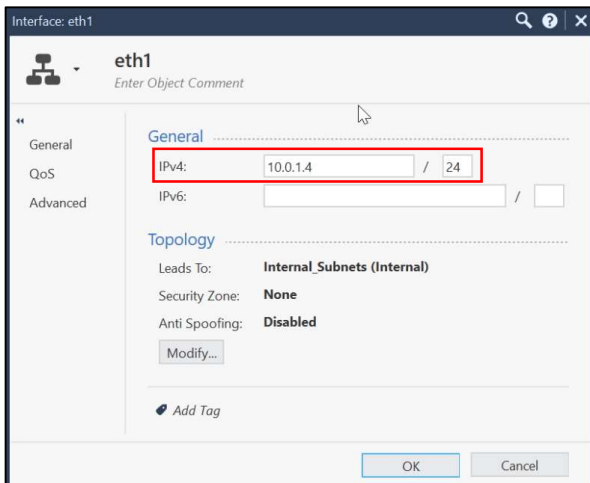 Interface: eth1
eth1
Enter Object Comment
General
QoS
Advanced
General
IPv4: 10.0.1.4 / 24
IPv6: /
Topology
Leads To: Internal_Subnets (Internal)
Security Zone: None
Anti Spoofing: Disabled
Modify...
Add Tag
OK Cancel